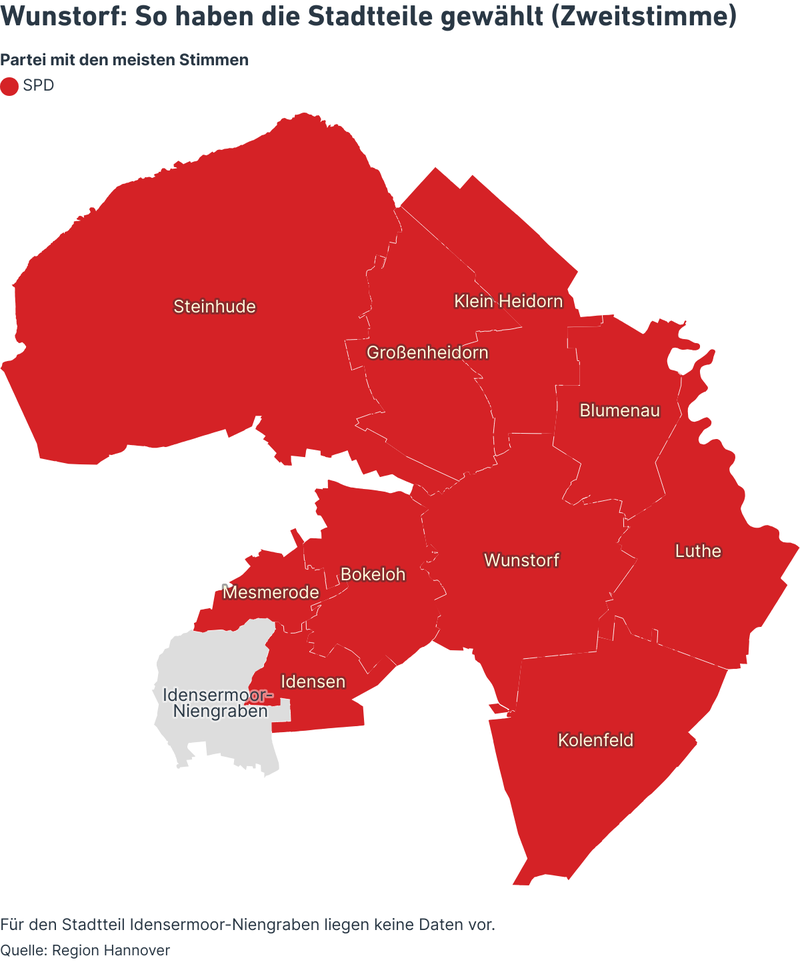 Wunstorf: So haben die Stadtteile gewählt (Zweitstimme)
Partei mit den meisten Stimmen
SPD
Steinhude
Klein Heidorn
Großenheidorn
Blumenau
Luthe
Wunstorf
Bokeloh
Mesmerode
Idensen
Idensermoor-
Niengraben
Kolenfeld
Für den Stadtteil Idensermoor-Niengraben liegen keine Daten vor.
Quelle: Region Hannover